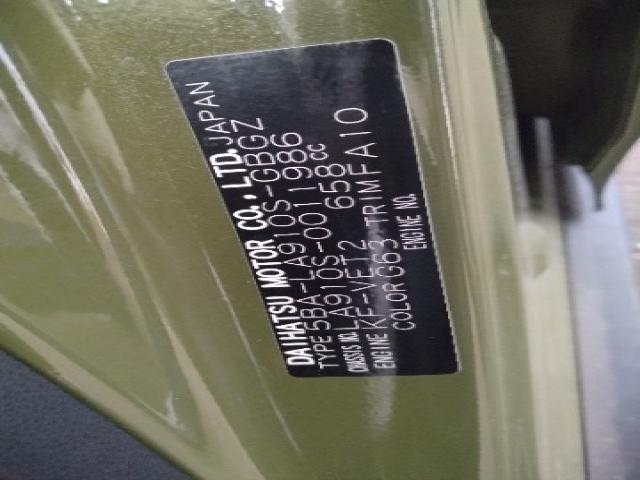 DAIHATSU MOTOR CO., LTD. JAPAN
TYPE 5BA-LA910S-GBGZ
CHASSIS NO. LA910S-0011986
ENGINE KF-VET2 658cc
COLOR G63 TRIM FA10
ENGINE NO.